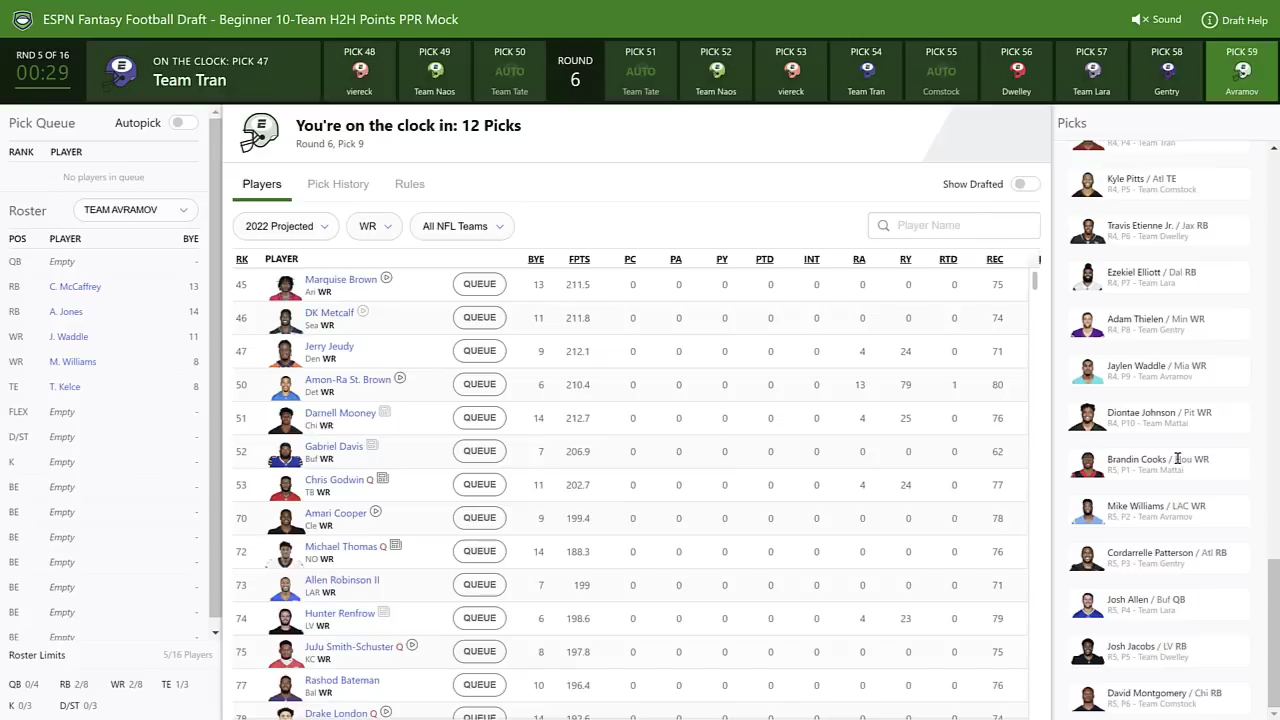 ESPN Fantasy Football Draft - Beginner 10-Team H2H Points PPR Mock
Sound
Draft Help
RND 5 OF 16
00:29
ON THE CLOCK: PICK 47
Team Tran
PICK 48
viereck
PICK 49
Team Naos
PICK 50
AUTO
Team Tate
ROUND
6
PICK 51
AUTO
Team Tate
PICK 52
Team Naos
PICK 53
viereck
PICK 54
Team Tran
PICK 55
AUTO
Comstock
PICK 56
Dwelley
PICK 57
Team Lara
PICK 58
Gentry
PICK 59
Avramov
Pick Queue
Autopick
RANK PLAYER
No players in queue
Roster
TEAM AVRAMOV
POS PLAYER BYE
QB Empty -
RB C. McCaffrey 13
RB A. Jones 14
WR J. Waddle 11
WR M. Williams 8
TE T. Kelce 8
FLEX Empty -
D/ST Empty -
K Empty -
BE Empty -
BE Empty -
BE Empty -
BE Empty -
BE Empty -
BE Empty -
BE Empty -
Roster Limits 5/16 Players
QB 0/4 RB 2/8 WR 2/8 TE 1/3
K 0/3 D/ST 0/3
You're on the clock in: 12 Picks
Round 6, Pick 9
Players
Pick History
Rules
Show Drafted
2022 Projected
WR
All NFL Teams
Player Name
RK PLAYER BYE FPTS PC PA PY PTD INT RA RY RTD REC
45 Marquise Brown Ari WR QUEUE 13 211.5 0 0 0 0 0 0 0 0 75
46 DK Metcalf Sea WR QUEUE 11 211.8 0 0 0 0 0 0 0 0 74
47 Jerry Jeudy Den WR QUEUE 9 212.1 0 0 0 0 0 4 24 0 71
50 Amon-Ra St. Brown Det WR QUEUE 6 210.4 0 0 0 0 0 13 79 1 80
51 Darnell Mooney Chi WR QUEUE 14 212.7 0 0 0 0 0 4 25 0 76
52 Gabriel Davis Buf WR QUEUE 7 206.9 0 0 0 0 0 0 0 0 62
53 Chris Godwin Q TB WR QUEUE 11 202.7 0 0 0 0 0 4 24 0 77
70 Amari Cooper Cle WR QUEUE 9 199.4 0 0 0 0 0 0 0 0 78
72 Michael Thomas Q NO WR QUEUE 14 188.3 0 0 0 0 0 0 0 0 76
73 Allen Robinson II LAR WR QUEUE 7 199 0 0 0 0 0 0 0 0 71
74 Hunter Renfrow LV WR QUEUE 6 198.6 0 0 0 0 0 4 23 0 79
75 JuJu Smith-Schuster Q KC WR QUEUE 8 197.8 0 0 0 0 0 0 0 0 75
77 Rashod Bateman Bal WR QUEUE 10 196.4 0 0 0 0 0 0 0 0 76
78 Drake London Q QUEUE 14 192.6 0 0 0 0 0 0 0 0 74
Picks
R4, P4 - Team Tran
Kyle Pitts / Atl TE
R4, P5 - Team Comstock
Travis Etienne Jr. / Jax RB
R4, P6 - Team Dwelley
Ezekiel Elliott / Dal RB
R4, P7 - Team Lara
Adam Thielen / Min WR
R4, P8 - Team Gentry
Jaylen Waddle / Mia WR
R4, P9 - Team Avramov
Diontae Johnson / Pit WR
R4, P10 - Team Mattai
Brandin Cooks / Hou WR
R5, P1 - Team Mattai
Mike Williams / LAC WR
R5, P2 - Team Avramov
Cordarrelle Patterson / Atl RB
R5, P3 - Team Gentry
Josh Allen / Buf QB
R5, P4 - Team Lara
Josh Jacobs / LV RB
R5, P5 - Team Dwelley
David Montgomery / Chi RB
R5, P6 - Team Comstock